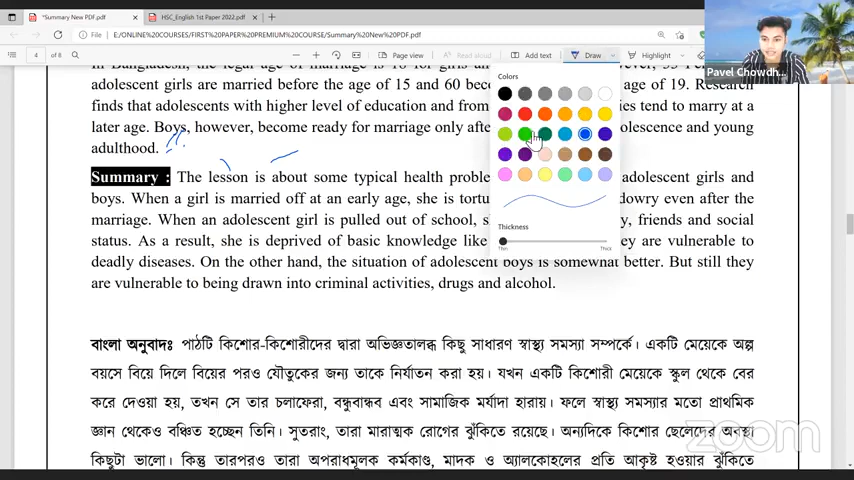 *Summary New PDF.pdf
HSC_English 1st Paper 2022.pdf
File
E:/ONLINE%20COURSES/FIRST%20PAPER%20PREMIUM%20COURSE/Summary%20New%20PDF.pdf
4 of 8
Page view
Read aloud
Add text
Draw
Highlight
Pavel Chowdh...
adolescent girls are married before the age of 15 and 60 bec age of 19. Research
finds that adolescents with higher level of education and from ies tend to marry at a
later age. Boys, however, become ready for marriage only afte olescence and young
adulthood.
Summary : The lesson is about some typical health proble adolescent girls and
boys. When a girl is married off at an early age, she is tortu dowry even after the
marriage. When an adolescent girl is pulled out of school, s y, friends and social
status. As a result, she is deprived of basic knowledge like ey are vulnerable to
deadly diseases. On the other hand, the situation of adolescent boys is somewhat better. But still they
are vulnerable to being drawn into criminal activities, drugs and alcohol.
Colors
Thickness
Thin
Thick
বাংলা অনুবাদঃ পাঠটি কিশোর-কিশোরীদের দ্বারা অভিজ্ঞতালব্ধ কিছু সাধারণ স্বাস্থ্য সমস্যা সম্পর্কে। একটি মেয়েকে অল্প
বয়সে বিয়ে দিলে বিয়ের পরও যৌতুকের জন্য তাকে নির্যাতন করা হয়। যখন একটি কিশোরী মেয়েকে স্কুল থেকে বের
করে দেওয়া হয়, তখন সে তার চলাফেরা, বন্ধুবান্ধব এবং সামাজিক মর্যাদা হারায়। ফলে স্বাস্থ্য সমস্যার মতো প্রাথমিক
জ্ঞান থেকেও বঞ্চিত হচ্ছেন তিনি। সুতরাং, তারা মারাত্মক রোগের ঝুঁকিতে রয়েছে। অন্যদিকে কিশোর ছেলেদের অবস্থা
কিছুটা ভালো। কিন্তু তারপরও তারা অপরাধমূলক কর্মকাণ্ড, মাদক ও অ্যালকোহলের প্রতি আকৃষ্ট হওয়ার ঝুঁকিতে
zoom